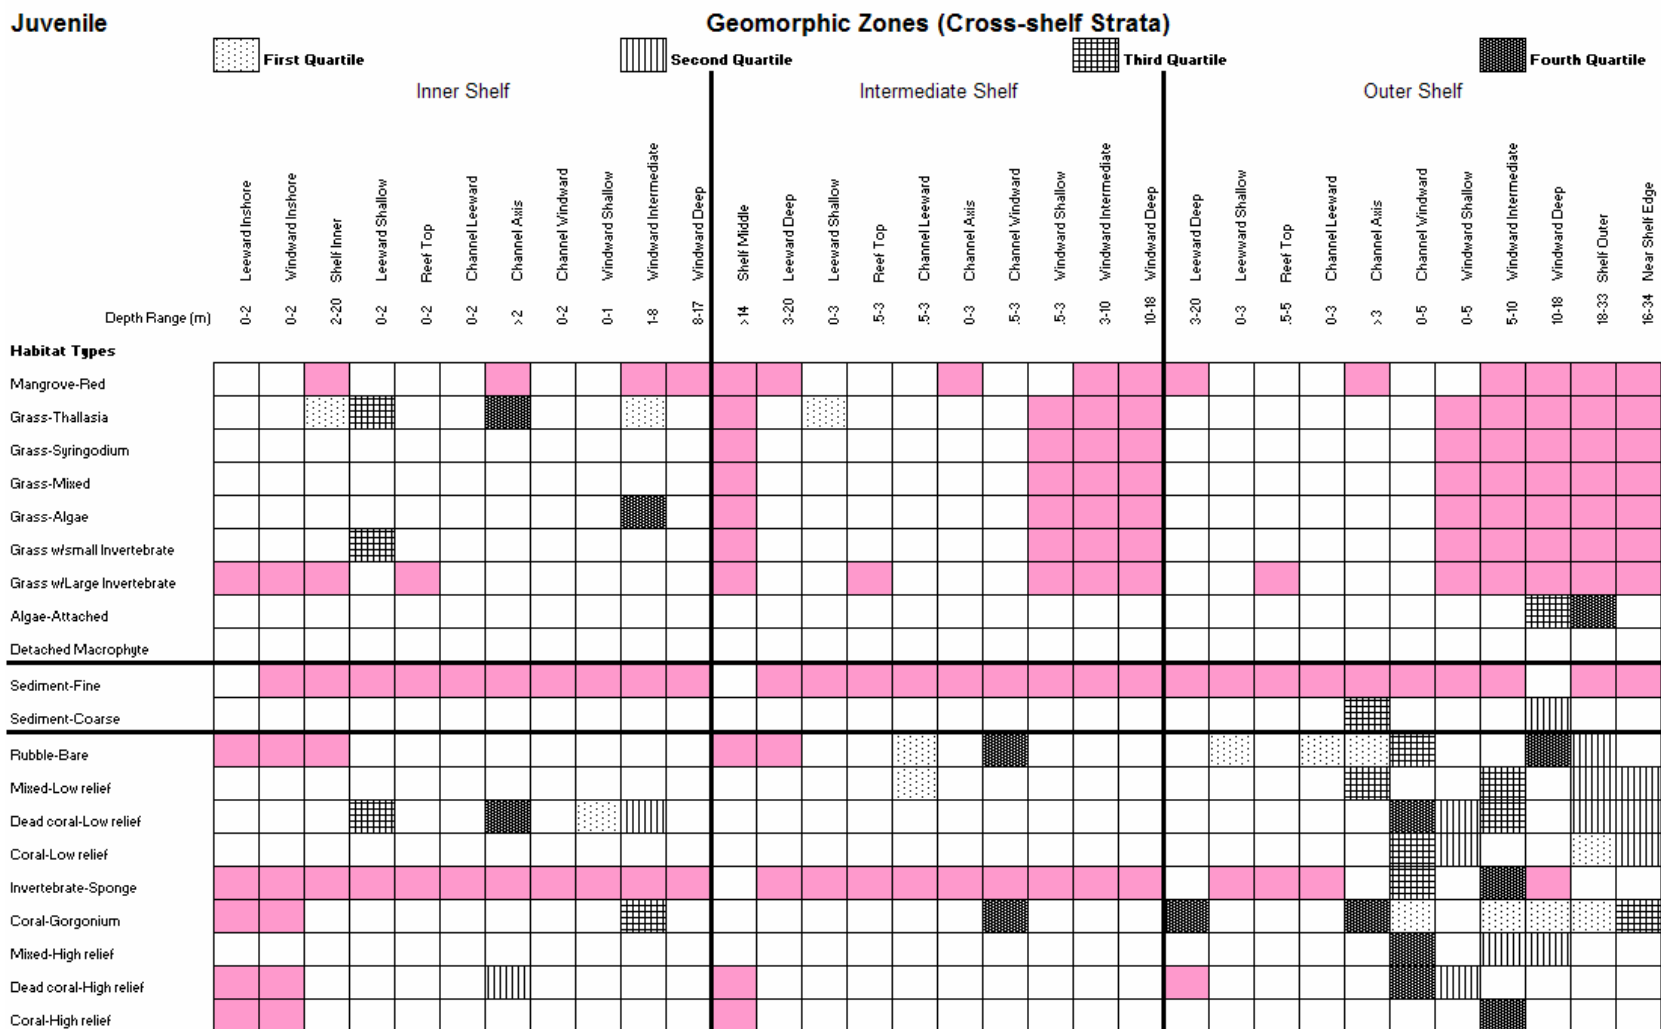 Juvenile
Geomorphic Zones (Cross-shelf Strata)
First Quartile
Second Quartile
Third Quartile
Fourth Quartile
Inner Shelf
Intermediate Shelf
Outer Shelf
Leeward Inshore
Windward Inshore
Shelf Inner
Leeward Shallow
Reef Top
Channel Leeward
Channel Axis
Channel Windward
Windward Shallow
Windward Intermediate
Windward Deep
Shelf Middle
Leeward Deep
Leeward Shallow
Reef Top
Channel Leeward
Channel Axis
Channel Windward
Windward Shallow
Windward Intermediate
Windward Deep
Leeward Deep
Leeward Shallow
Reef Top
Channel Leeward
Channel Axis
Channel Windward
Windward Shallow
Windward Intermediate
Windward Deep
Shelf Outer
Near Shelf Edge
Depth Range (m)
0-2
0-2
2-20
0-2
0-2
0-2
>2
0-2
0-1
1-8
8-17
>14
3-20
0-3
.5-3
.5-3
0-3
.5-3
.5-3
3-10
10-18
3-20
0-3
.5-5
0-3
>3
0-5
0-5
5-10
10-18
18-33
16-34
Habitat Types
Mangrove-Red
Grass-Thallasia
Grass-Syringodium
Grass-Mixed
Grass-Algae
Grass w/small Invertebrate
Grass w/Large Invertebrate
Algae-Attached
Detached Macrophyte
Sediment-Fine
Sediment-Coarse
Rubble-Bare
Mixed-Low relief
Dead coral-Low relief
Coral-Low relief
Invertebrate-Sponge
Coral-Gorgonium
Mixed-High relief
Dead coral-High relief
Coral-High relief